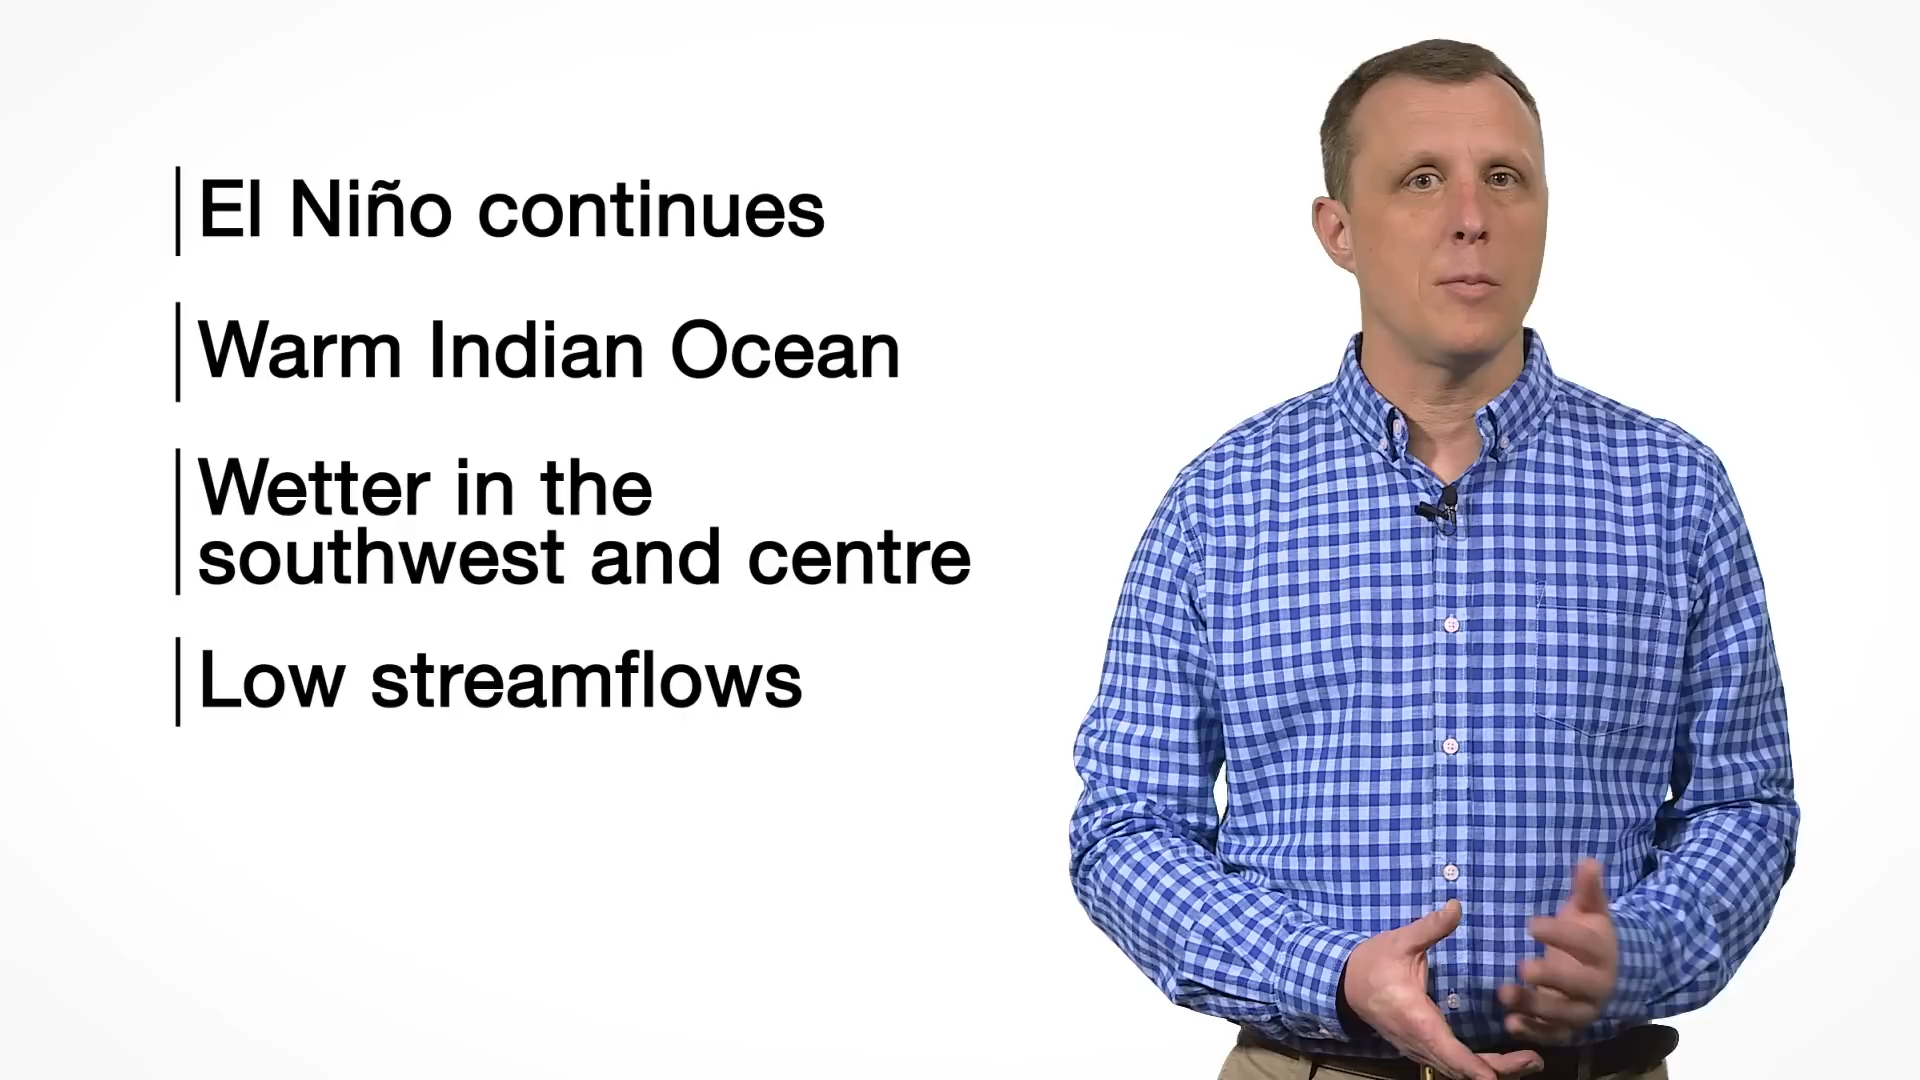 El Niño continues
Warm Indian Ocean
Wetter in the
southwest and centre
Low streamflows